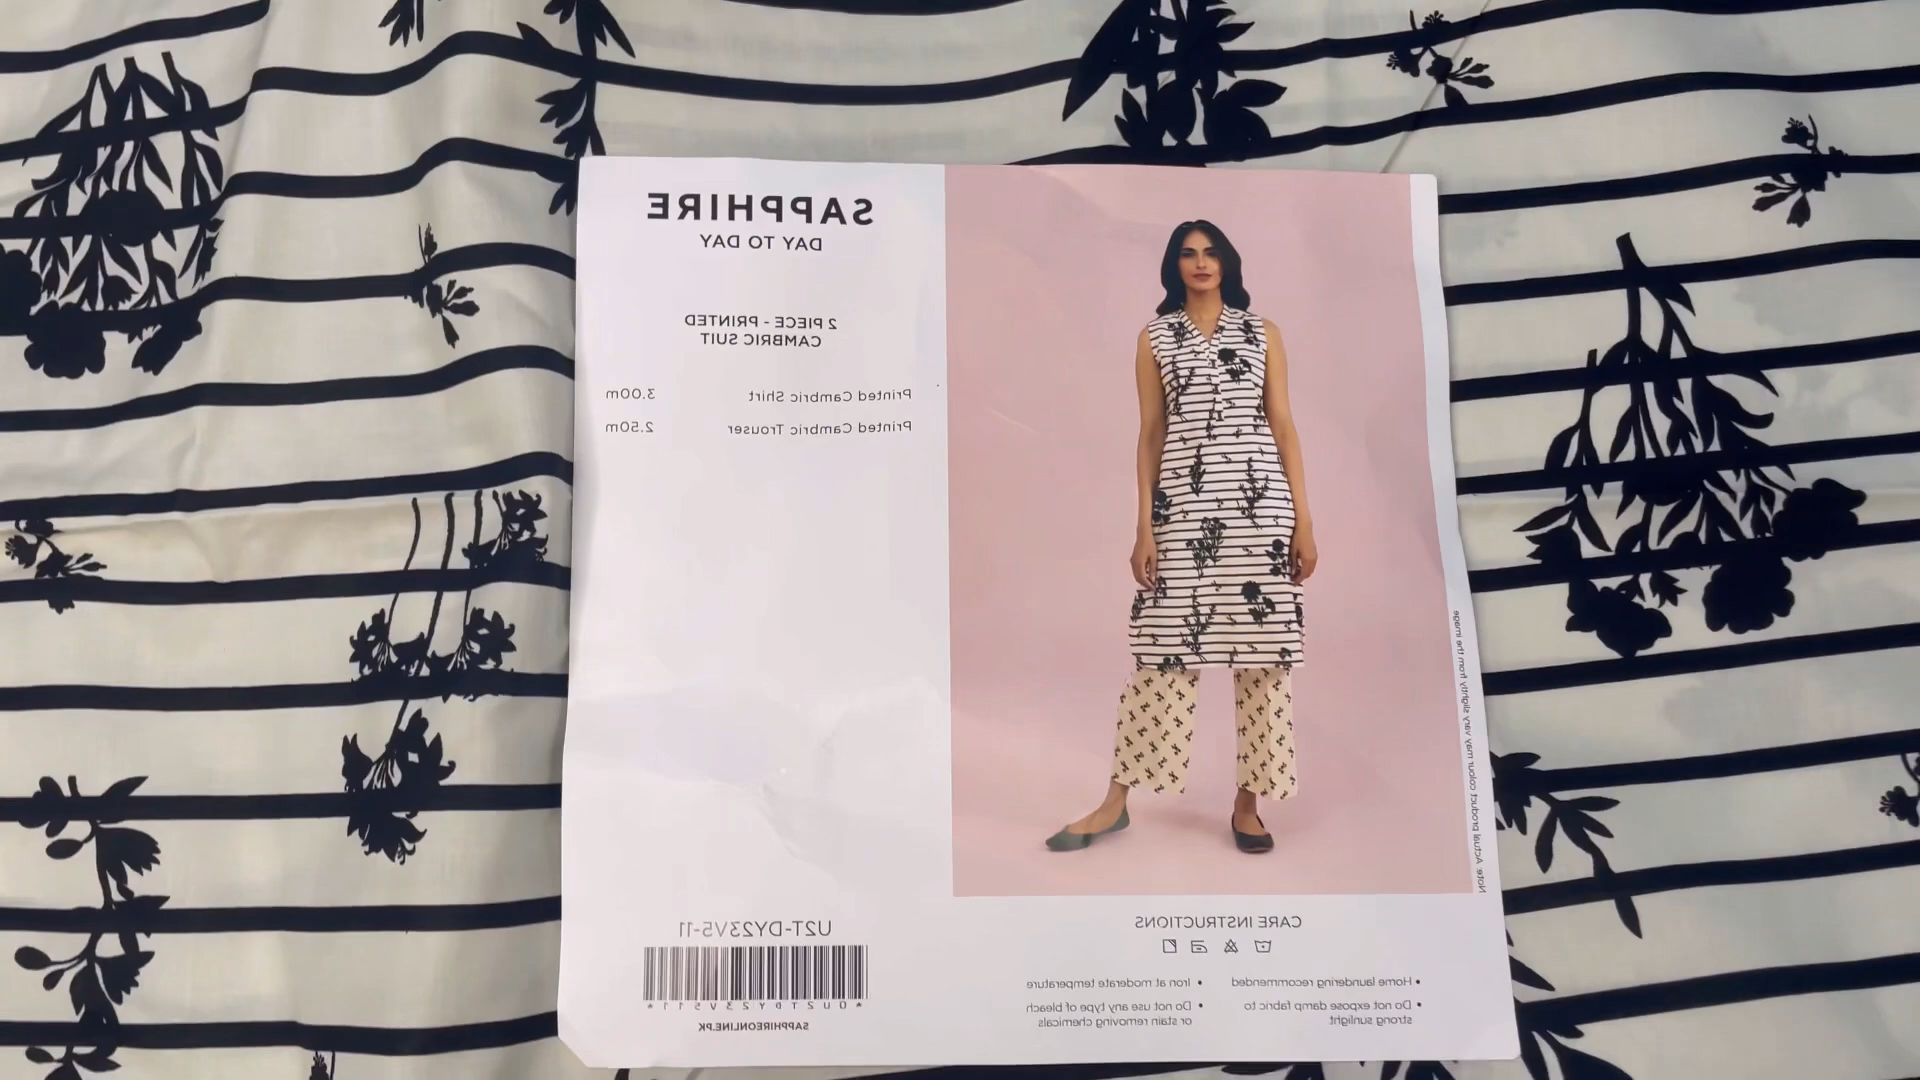 SAPPHIRE
DAY TO DAY
2 PIECE - PRINTED
CAMBRIC SUIT
Printed Cambric Shirt 3.00m
Printed Cambric Trouser 2.50m
Note: Actual product colour may vary slightly from the image
U2T-DY23V5-11
*0U2TDY23V511*
SAPPHIREONLINE.PK
CARE INSTRUCTIONS
• Home laundering recommended
• Do not expose damp fabric to
strong sunlight
• Iron at moderate temperature
• Do not use any type of bleach
or stain removing chemicals